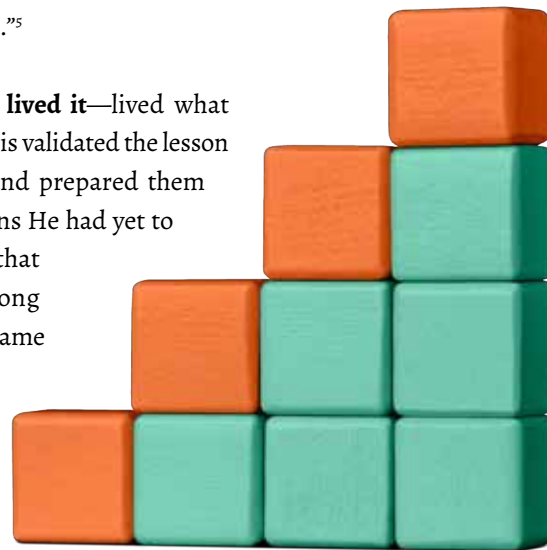 .”⁵
lived it—lived what
is validated the lesson
nd prepared them
ns He had yet to
that
ong
ame